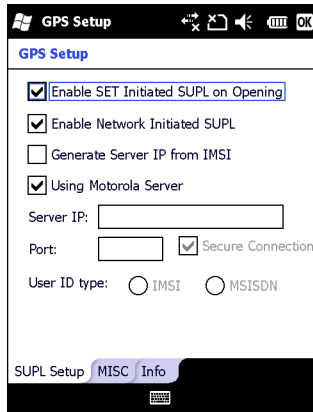 GPS Setup
OK
GPS Setup
Enable SET Initiated SUPL on Opening
Enable Network Initiated SUPL
Generate Server IP from IMSI
Using Motorola Server
Server IP:
Port:
Secure Connection
User ID type:
IMSI
MSISDN
SUPL Setup
MISC
Info